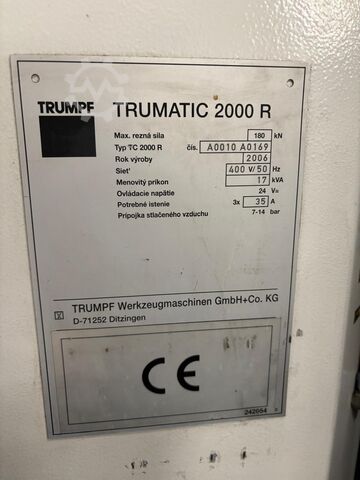 TRUMPF
TRUMATIC 2000 R
Max. rezná sila 180 kN
Typ TC 2000 R čís. A0010 A0169
Rok výroby 2006
Sieť 400 V/50 Hz
Menovitý príkon 17 kVA
Ovládacie napätie 24 V=
Potrebné istenie 3x 35 A
Prípojka stlačeného vzduchu 7-14 bar
TRUMPF Werkzeugmaschinen GmbH+Co. KG
D-71252 Ditzingen
CE
242654